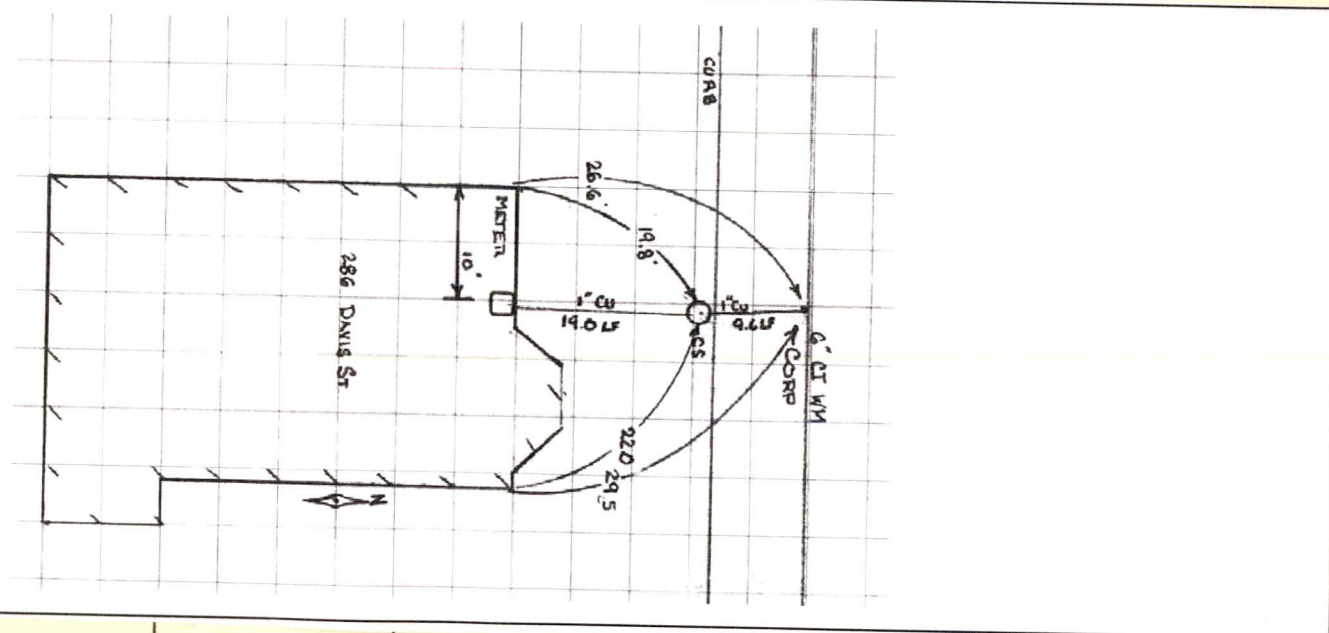 CURB
26.6'
19.8'
METER
10'
1" CU
19.0 LF
1" CU
9.6 LF
CS
CORP
6" CI WM
286 DAVIS ST
22.0
29.5
N